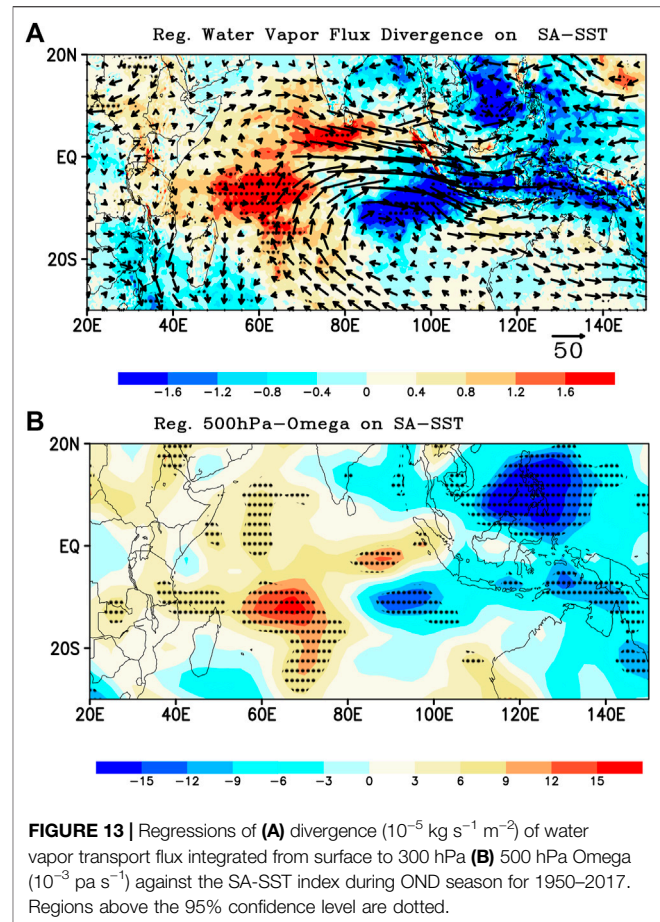 A
Reg. Water Vapor Flux Divergence on SA-SST
20N
EQ
20S
20E 40E 60E 80E 100E 120E 140E
50
-1.6 -1.2 -0.8 -0.4 0 0.4 0.8 1.2 1.6
B
Reg. 500hPa-Omega on SA-SST
20N
EQ
20S
20E 40E 60E 80E 100E 120E 140E
-15 -12 -9 -6 -3 0 3 6 9 12 15
FIGURE 13 | Regressions of (A) divergence (10⁻⁵ kg s⁻¹ m⁻²) of water
vapor transport flux integrated from surface to 300 hPa (B) 500 hPa Omega
(10⁻³ pa s⁻¹) against the SA-SST index during OND season for 1950–2017.
Regions above the 95% confidence level are dotted.